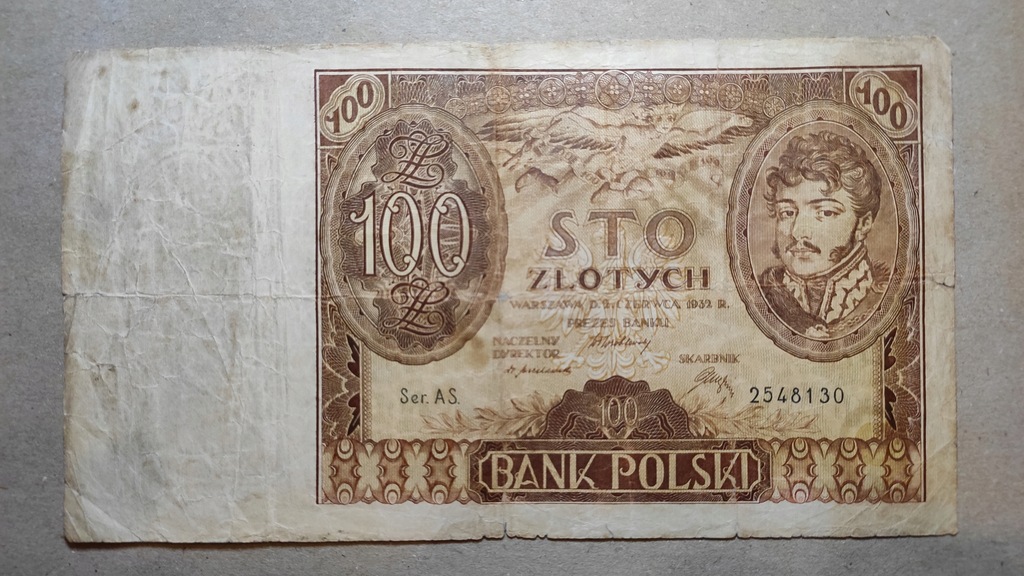 100
100
100
STO
ZŁOTYCH
WARSZAWA D. 2. CZERWCA 1932 R.
PREZES BANKU
NACZELNY
DYREKTOR
SKARBNIK
Ser. AS.
2548130
100
BANK POLSKI